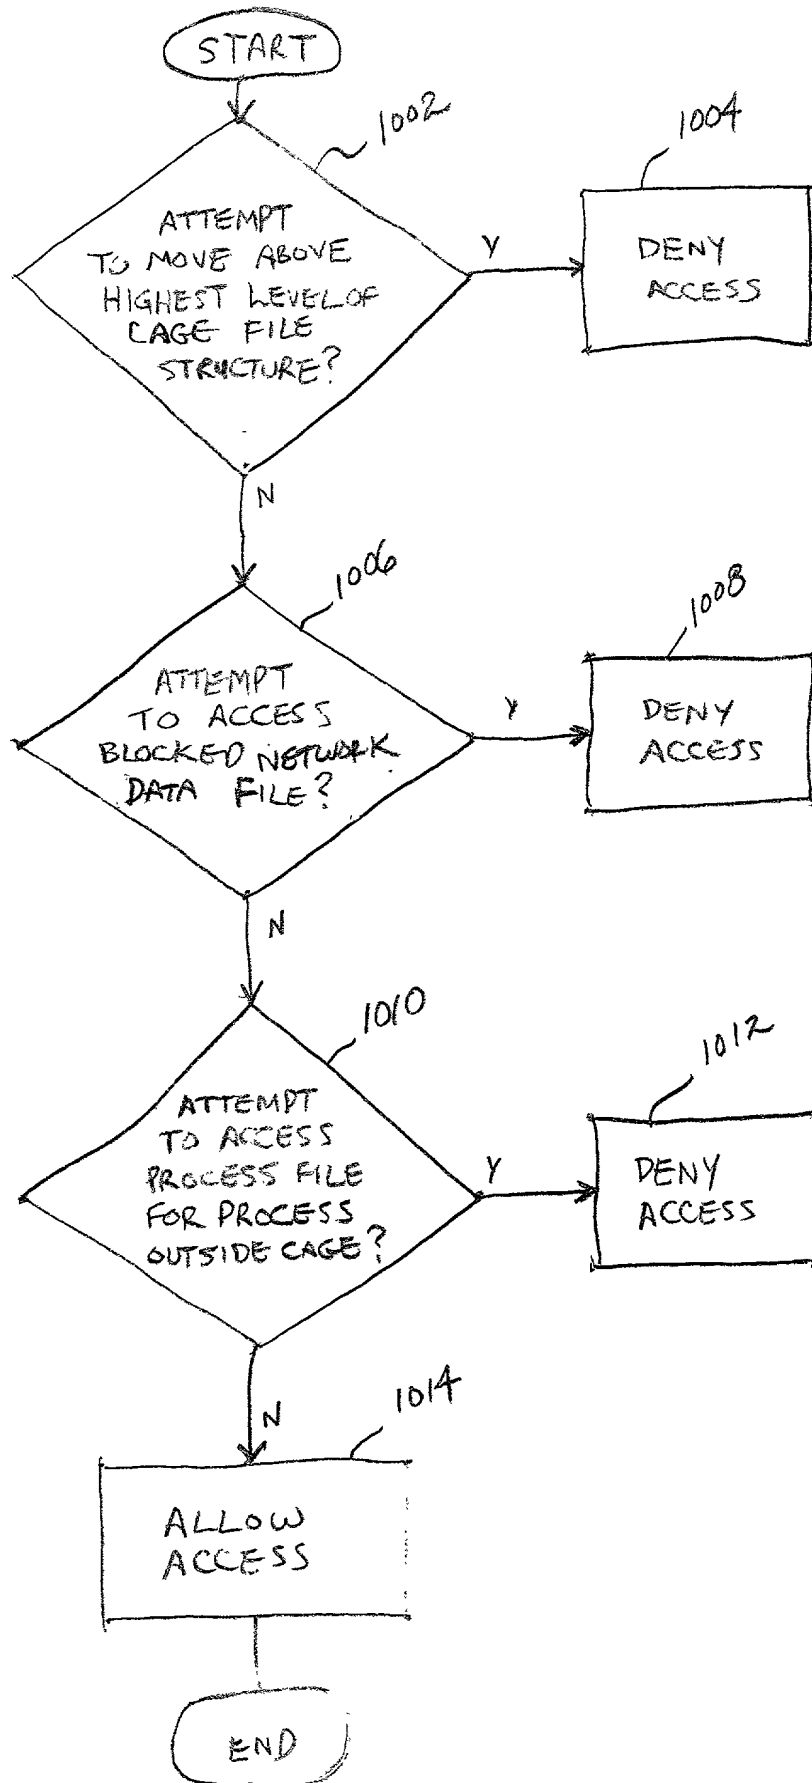 START
1002
ATTEMPT
TO MOVE ABOVE
HIGHEST LEVEL OF
CAGE FILE
STRUCTURE?
Y
1004
DENY
ACCESS
N
1006
ATTEMPT
TO ACCESS
BLOCKED NETWORK
DATA FILE?
Y
1008
DENY
ACCESS
N
1010
ATTEMPT
TO ACCESS
PROCESS FILE
FOR PROCESS
OUTSIDE CAGE?
Y
1012
DENY
ACCESS
N
1014
ALLOW
ACCESS
END